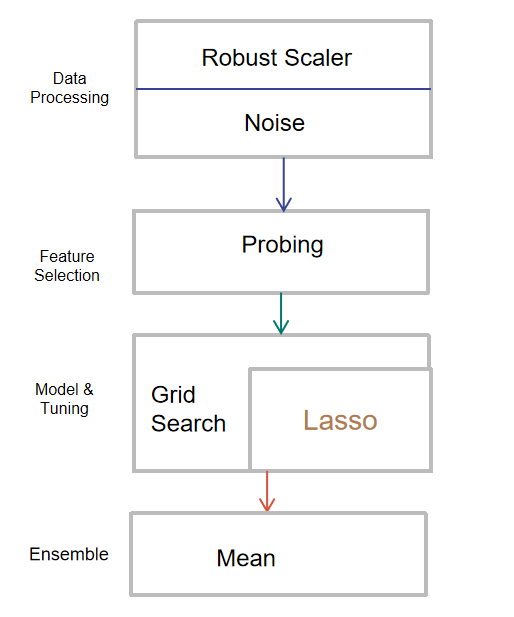 Robust Scaler
Data
Processing
Noise
Probing
Feature
Selection
Model &
Tuning
Grid
Search
Lasso
Ensemble
Mean